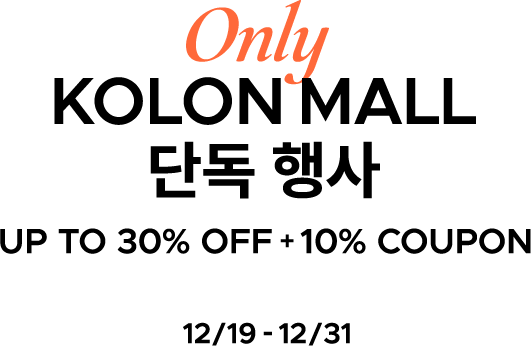 Only
KOLON MALL
단독 행사
UP TO 30% OFF + 10% COUPON
12/19 - 12/31